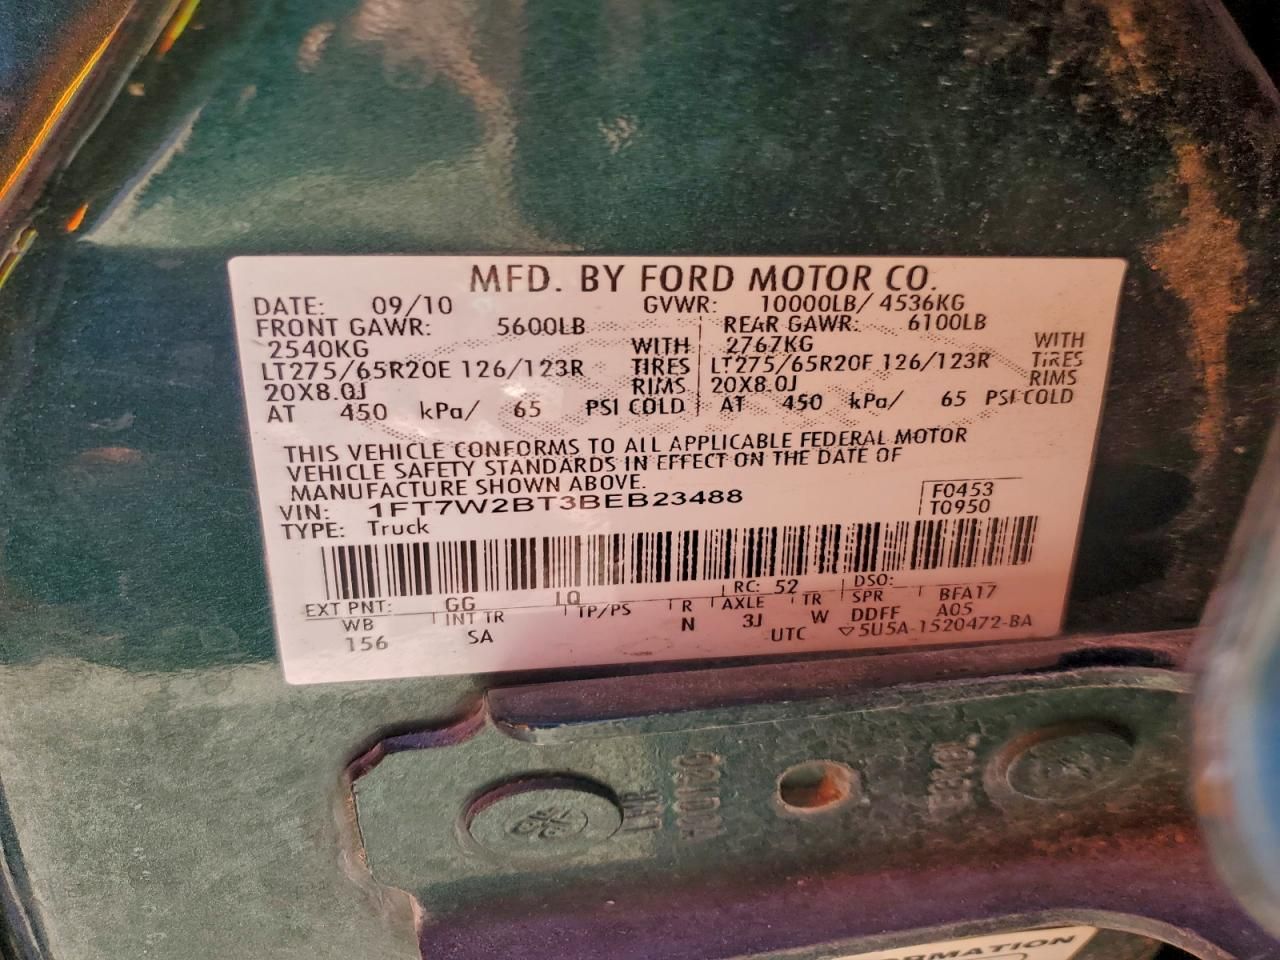 MFD. BY FORD MOTOR CO.
DATE: 09/10 GVWR: 10000LB/ 4536KG
FRONT GAWR: 5600LB REAR GAWR: 6100LB
2540KG WITH 2767KG WITH
LT275/65R20E 126/123R TIRES LT275/65R20E 126/123R TIRES
20X8.0J RIMS 20X8.0J RIMS
AT 450 kPa/ 65 PSI COLD AT 450 kPa/ 65 PSI COLD
THIS VEHICLE CONFORMS TO ALL APPLICABLE FEDERAL MOTOR
VEHICLE SAFETY STANDARDS IN EFFECT ON THE DATE OF
MANUFACTURE SHOWN ABOVE.
VIN: 1FT7W2BT3BEB23488 F0453
TYPE: Truck T0950
EXT PNT: GG LQ RC: 52 DSO:
WB INT TR TP/PS R AXLE TR SPR BFA17
156 SA N 3J W DDFF A05
UTC ▽5U5A-1520472-BA